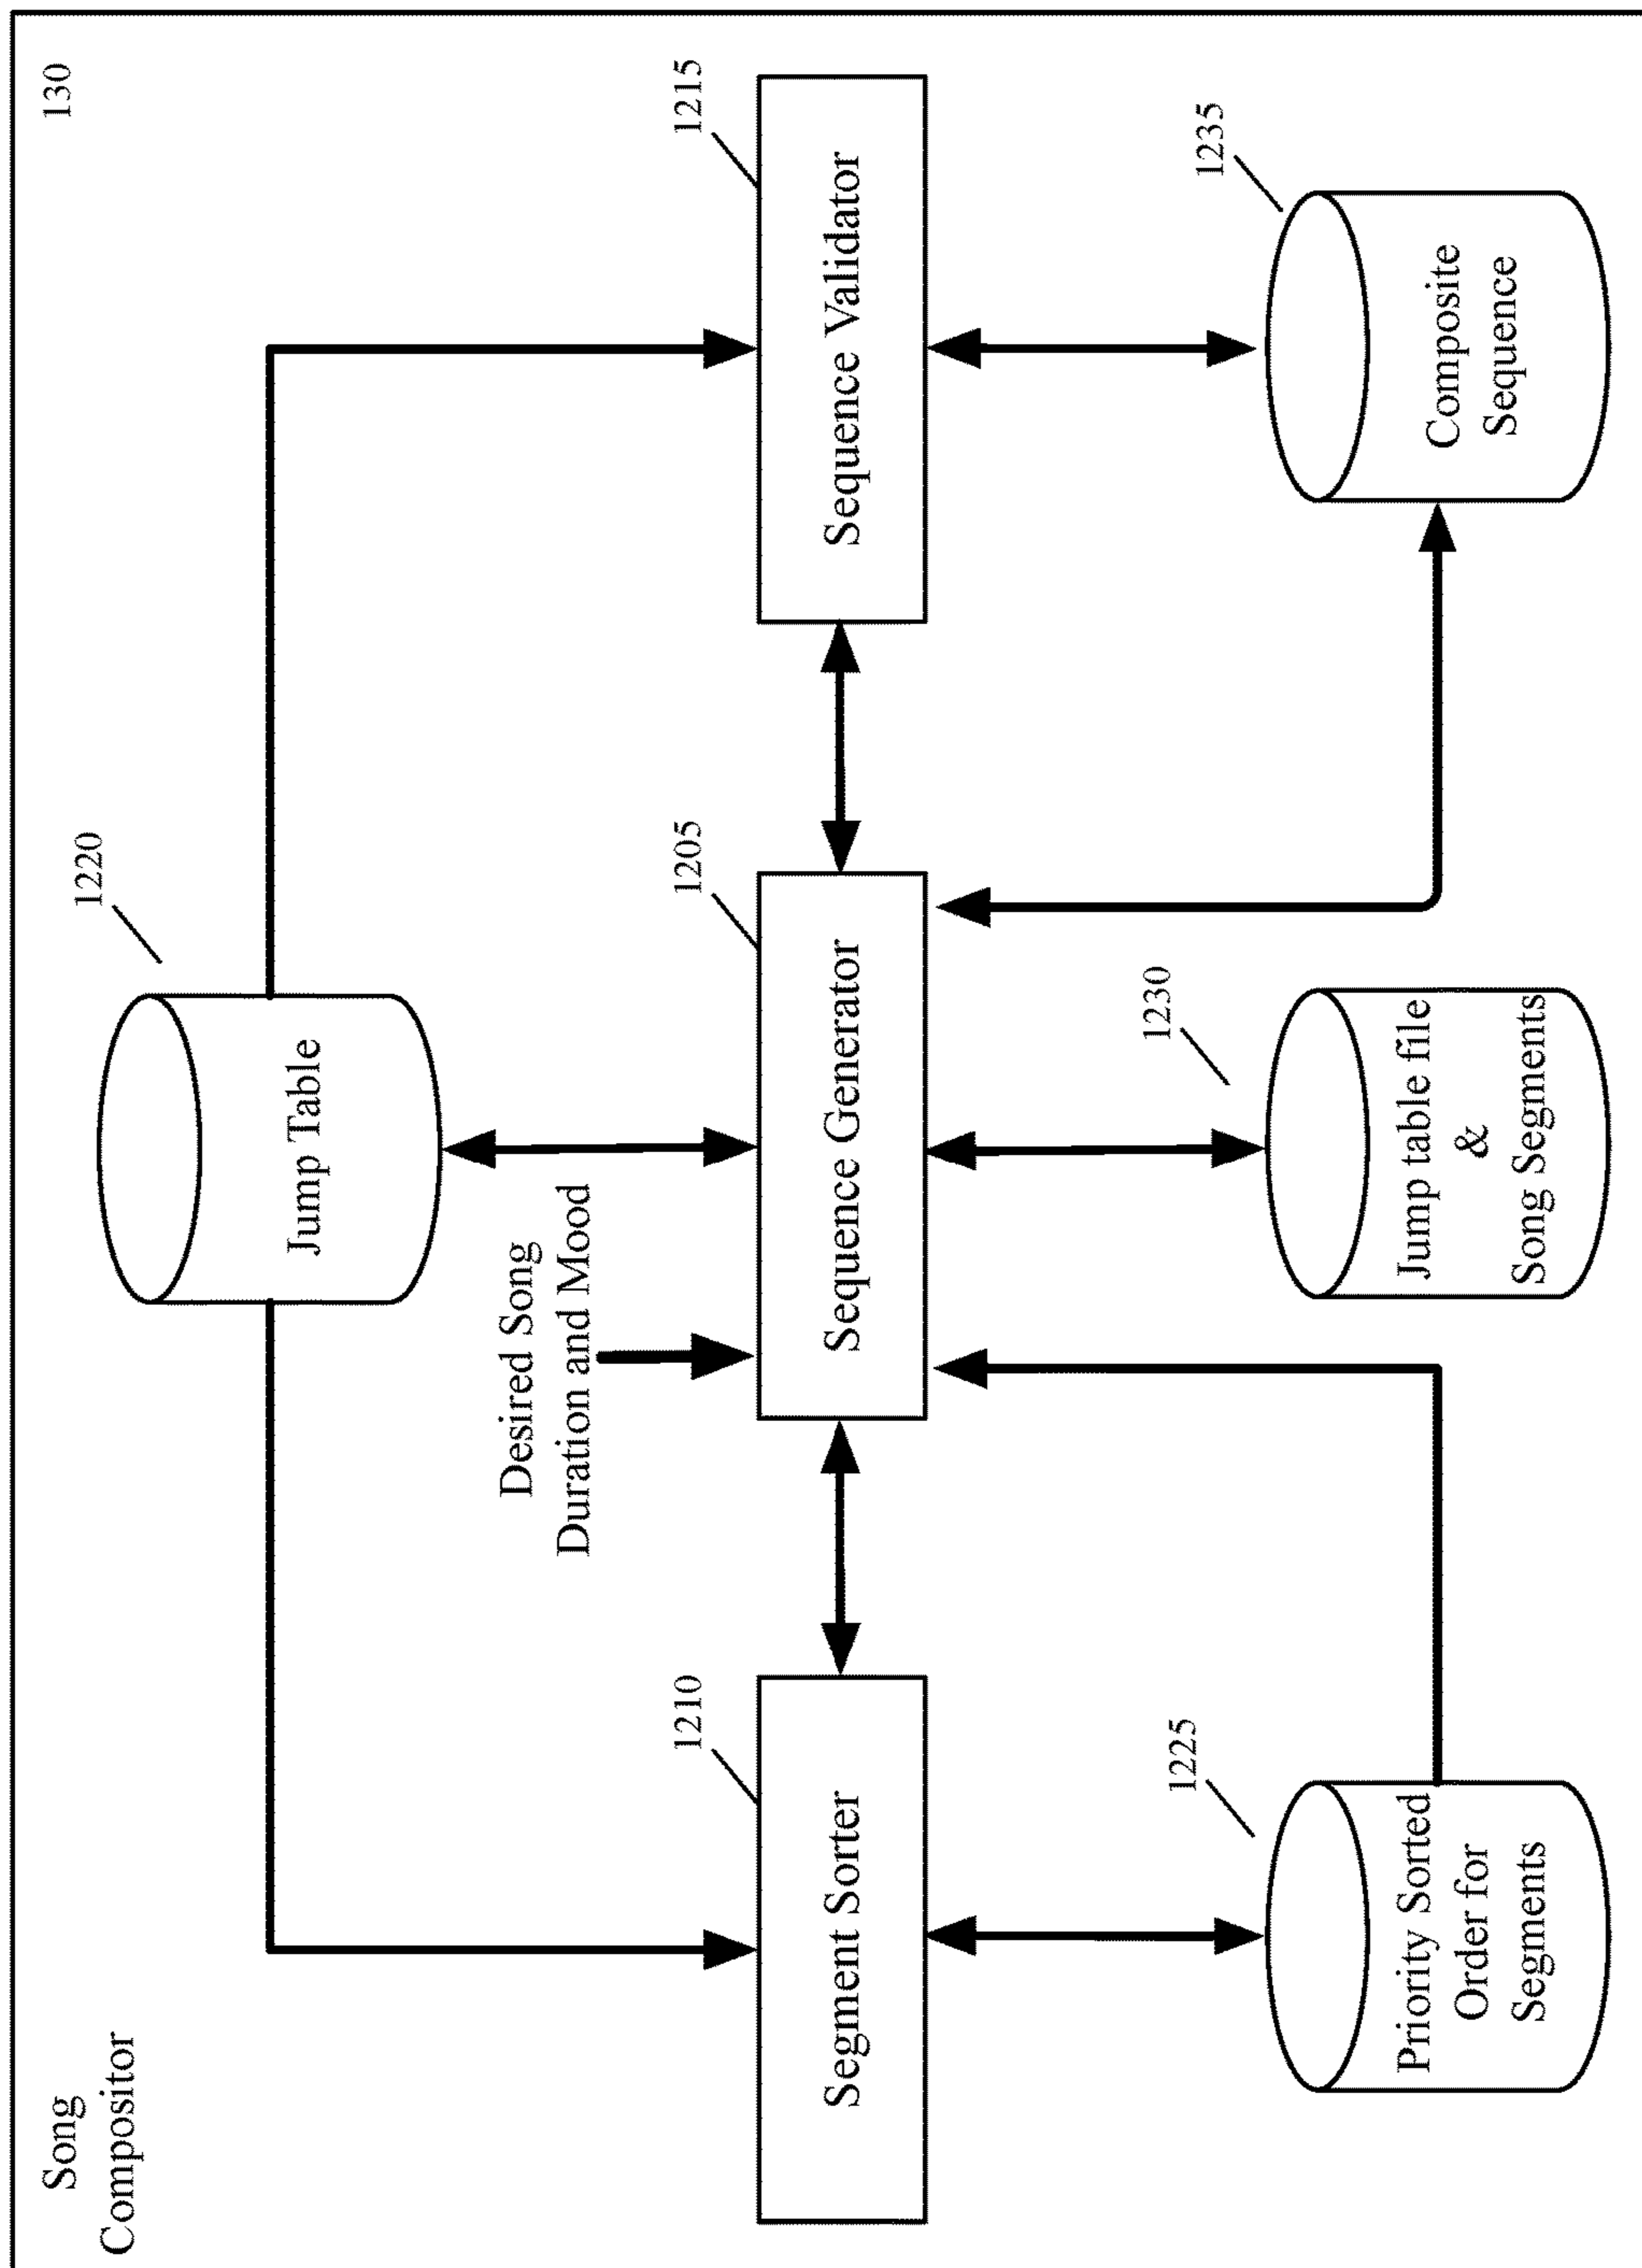 Song
Compositor
130
1220
Jump Table
Desired Song
Duration and Mood
1210
Segment Sorter
1205
Sequence Generator
1215
Sequence Validator
1225
Priority Sorted
Order for
Segments
1230
Jump table file
&
Song Segments
1235
Composite
Sequence